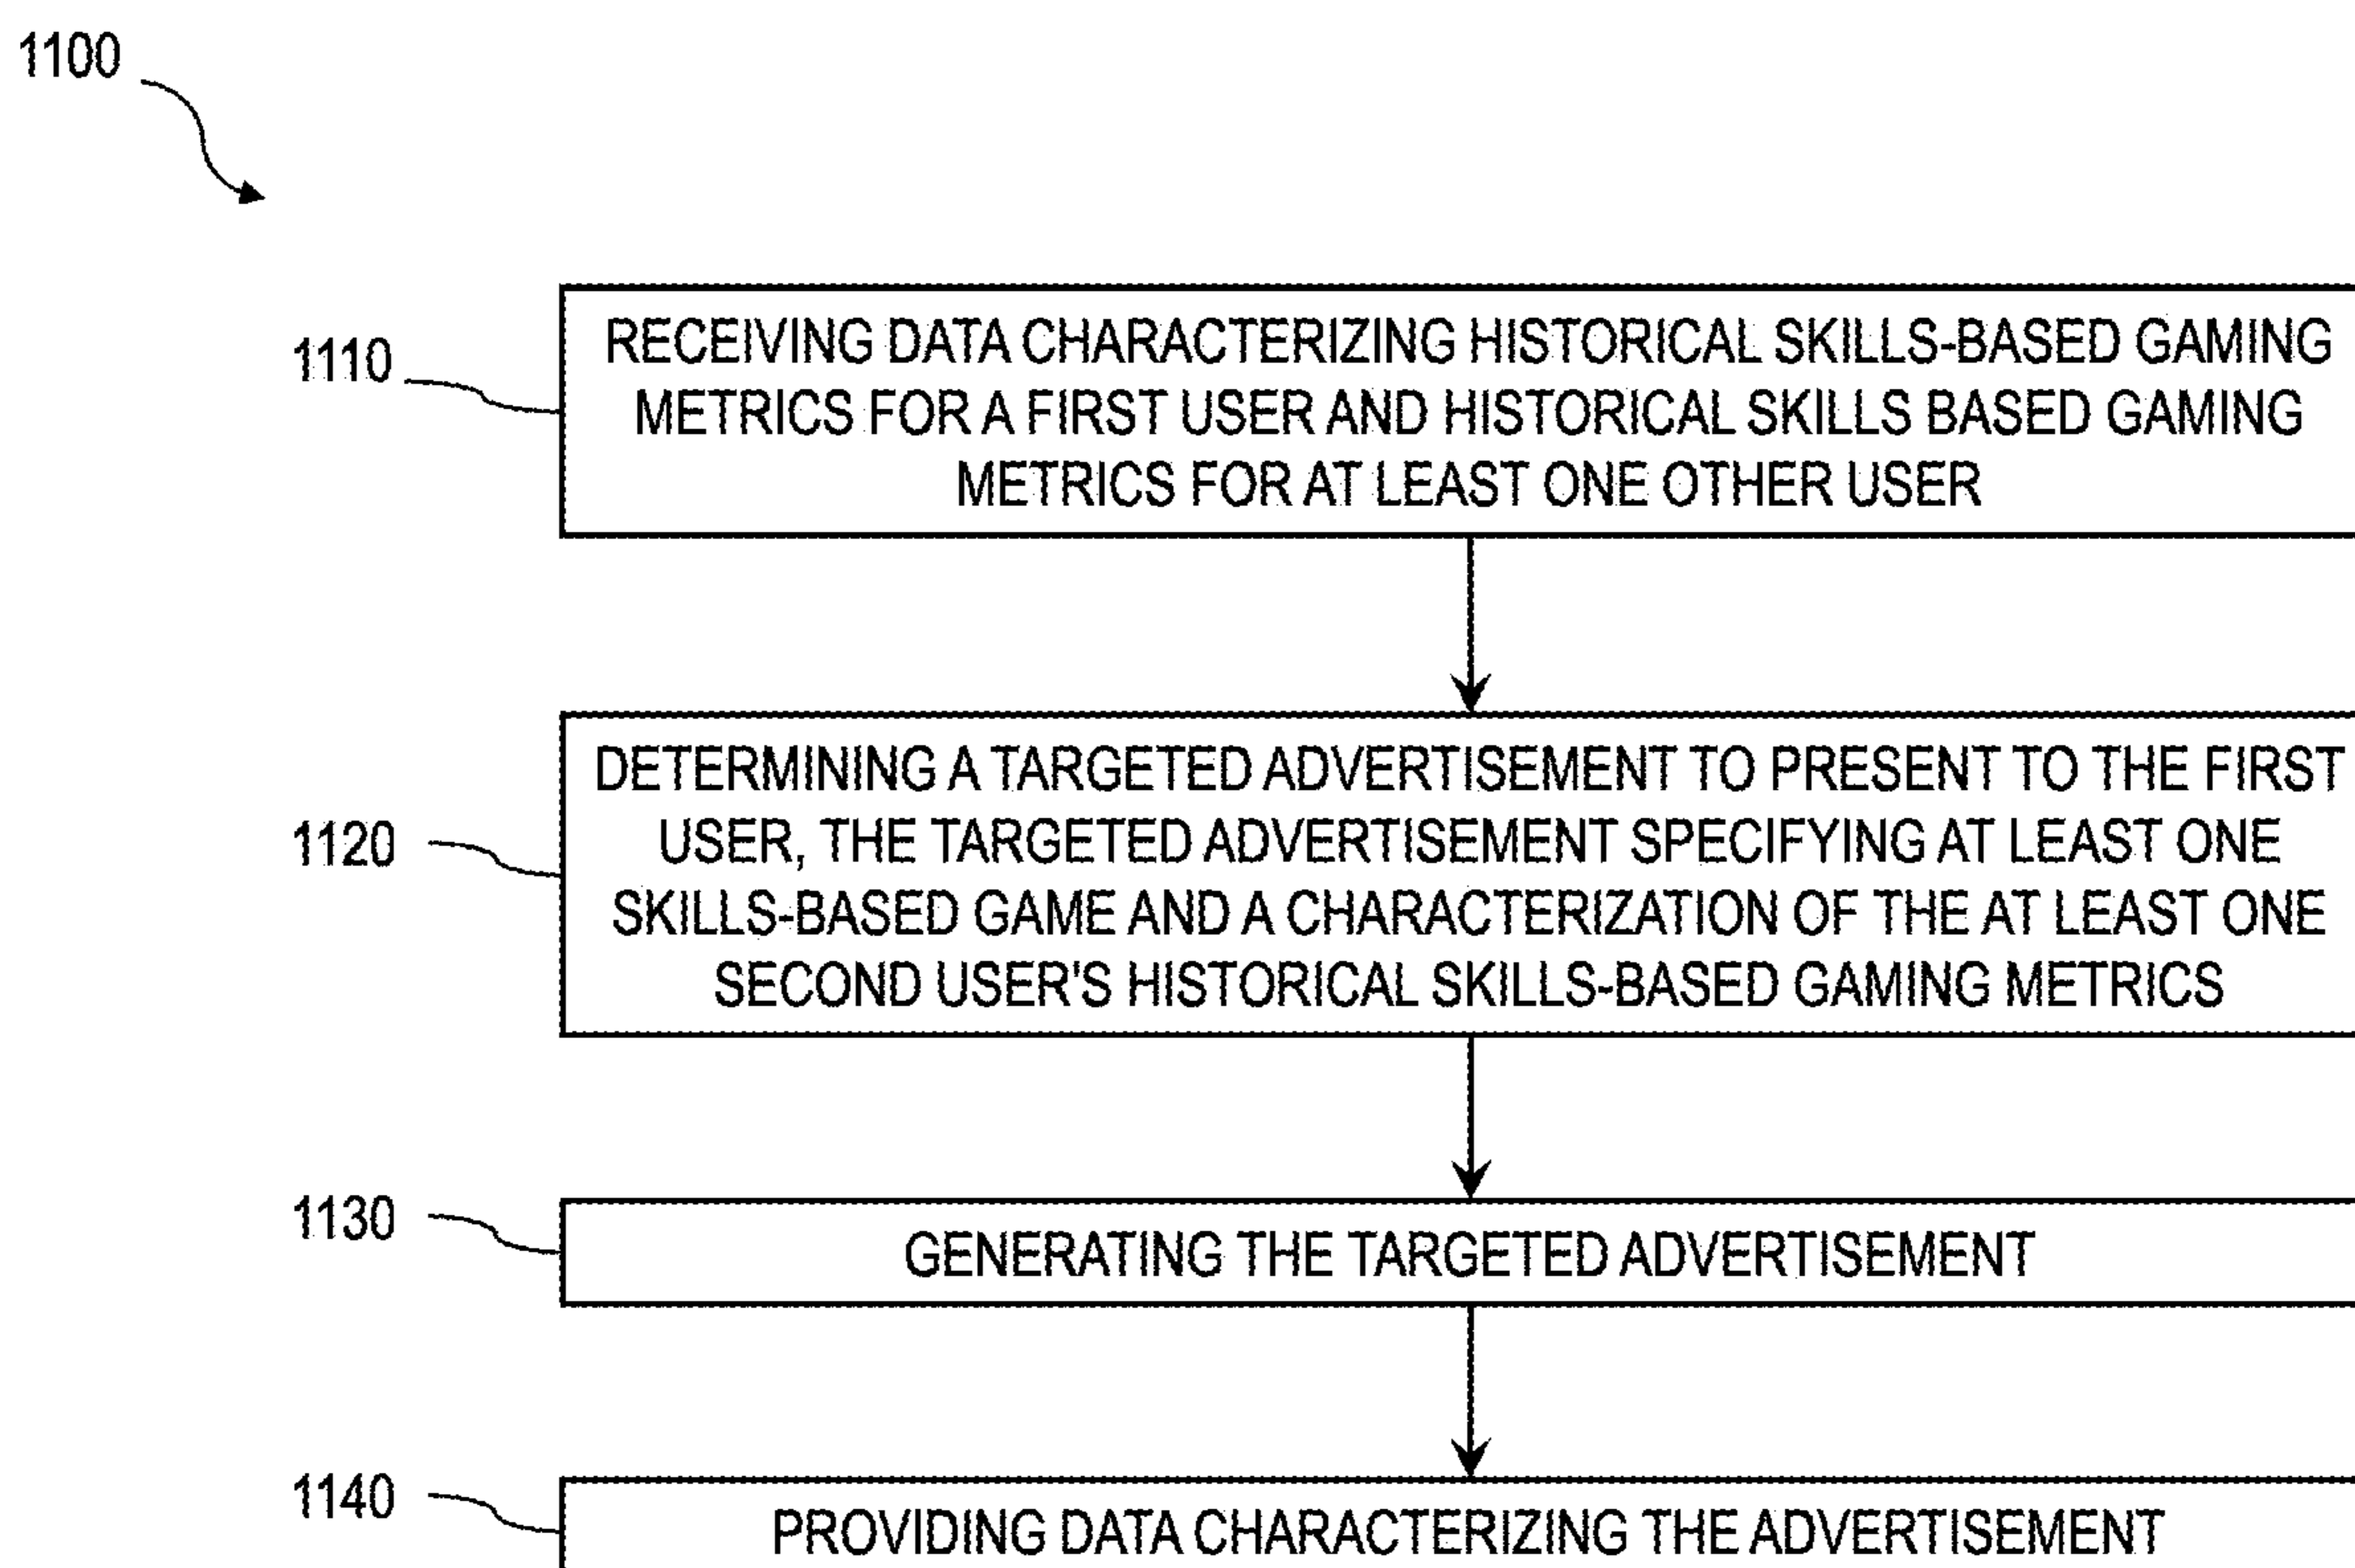 1100
1110
RECEIVING DATA CHARACTERIZING HISTORICAL SKILLS-BASED GAMING
METRICS FOR A FIRST USER AND HISTORICAL SKILLS BASED GAMING
METRICS FOR AT LEAST ONE OTHER USER
1120
DETERMINING A TARGETED ADVERTISEMENT TO PRESENT TO THE FIRST
USER, THE TARGETED ADVERTISEMENT SPECIFYING AT LEAST ONE
SKILLS-BASED GAME AND A CHARACTERIZATION OF THE AT LEAST ONE
SECOND USER'S HISTORICAL SKILLS-BASED GAMING METRICS
1130
GENERATING THE TARGETED ADVERTISEMENT
1140
PROVIDING DATA CHARACTERIZING THE ADVERTISEMENT